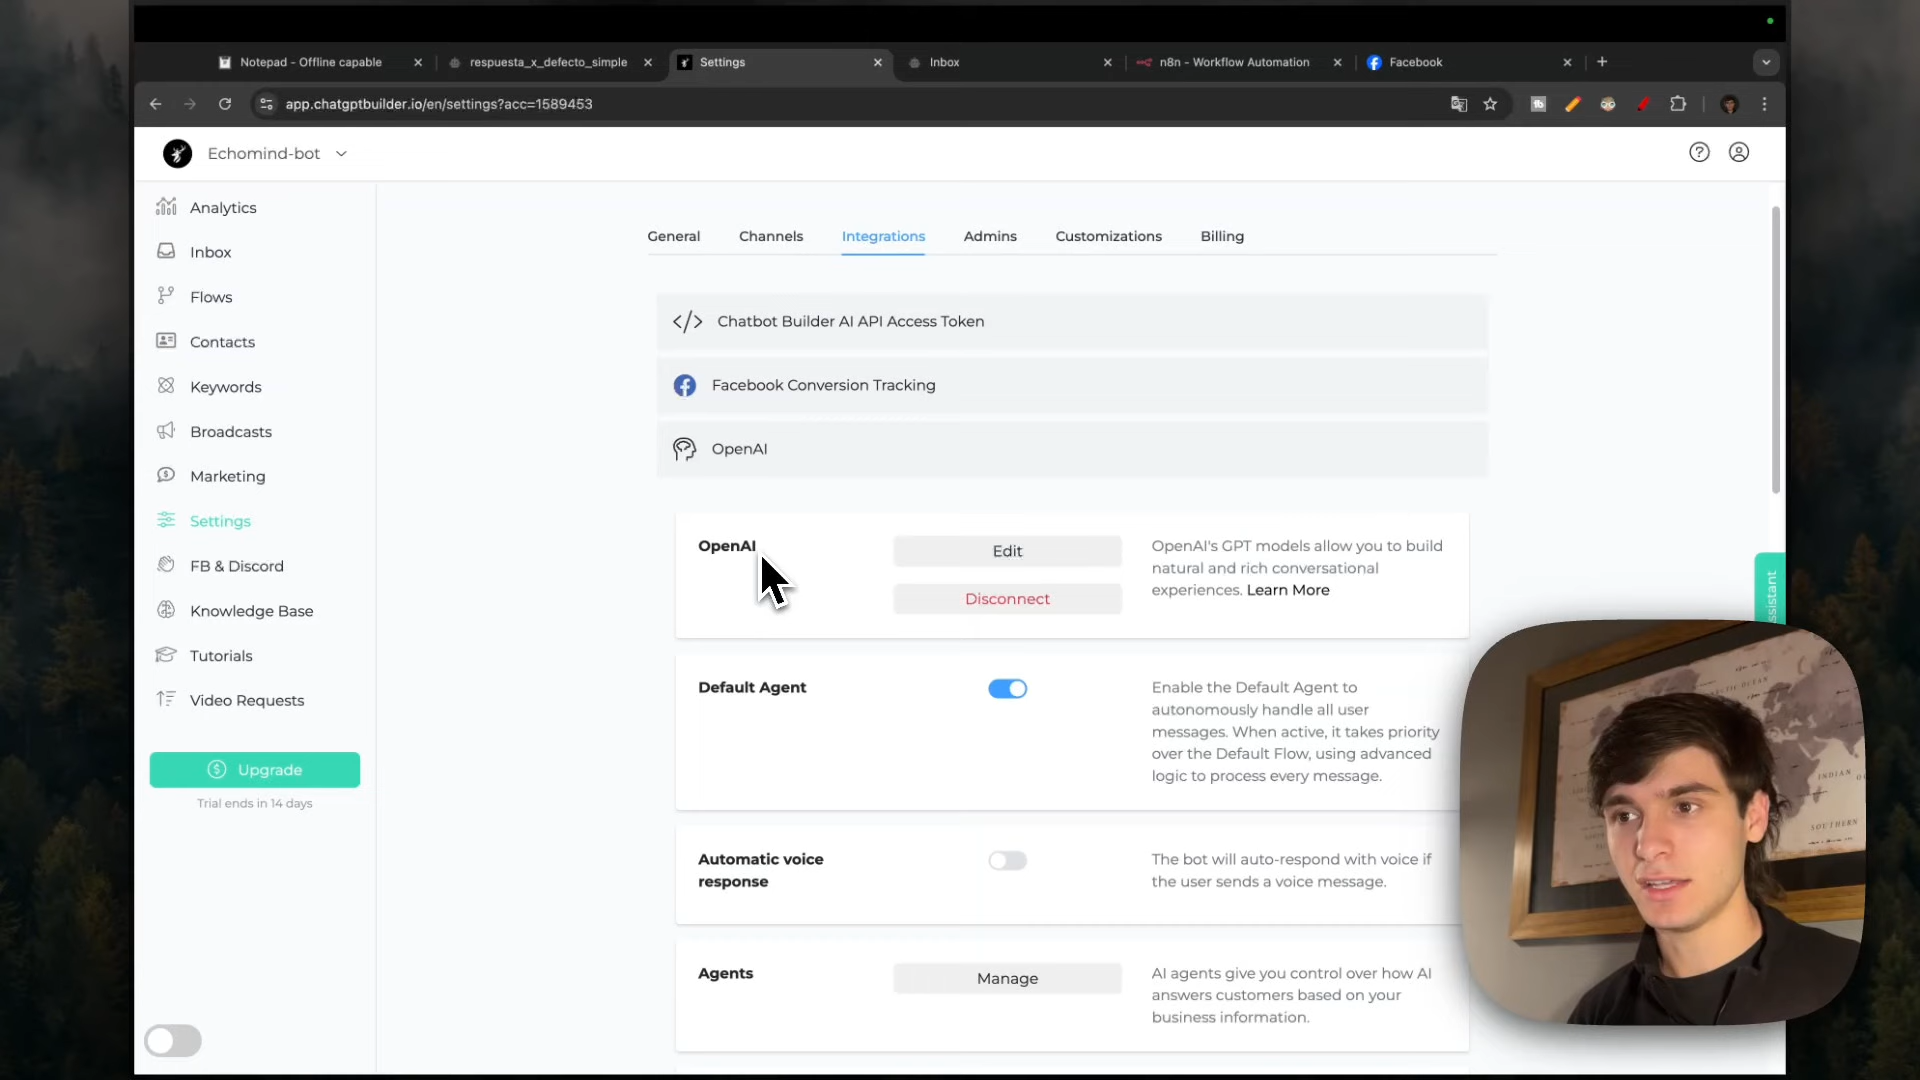 Notepad - Offline capable
respuesta_x_defecto_simple
Settings
Inbox
n8n - Workflow Automation
Facebook
app.chatgptbuilder.io/en/settings?acc=1589453
Echomind-bot
Analytics
Inbox
Flows
Contacts
Keywords
Broadcasts
Marketing
Settings
FB & Discord
Knowledge Base
Tutorials
Video Requests
Upgrade
Trial ends in 14 days
General
Channels
Integrations
Admins
Customizations
Billing
Chatbot Builder AI API Access Token
Facebook Conversion Tracking
OpenAI
OpenAI
Edit
Disconnect
OpenAI's GPT models allow you to build
natural and rich conversational
experiences. Learn More
Default Agent
Enable the Default Agent to
autonomously handle all user
messages. When active, it takes priority
over the Default Flow, using advanced
logic to process every message.
Automatic voice
response
The bot will auto-respond with voice if
the user sends a voice message.
Agents
Manage
AI agents give you control over how AI
answers customers based on your
business information.
INDIAN
SOUTHERN